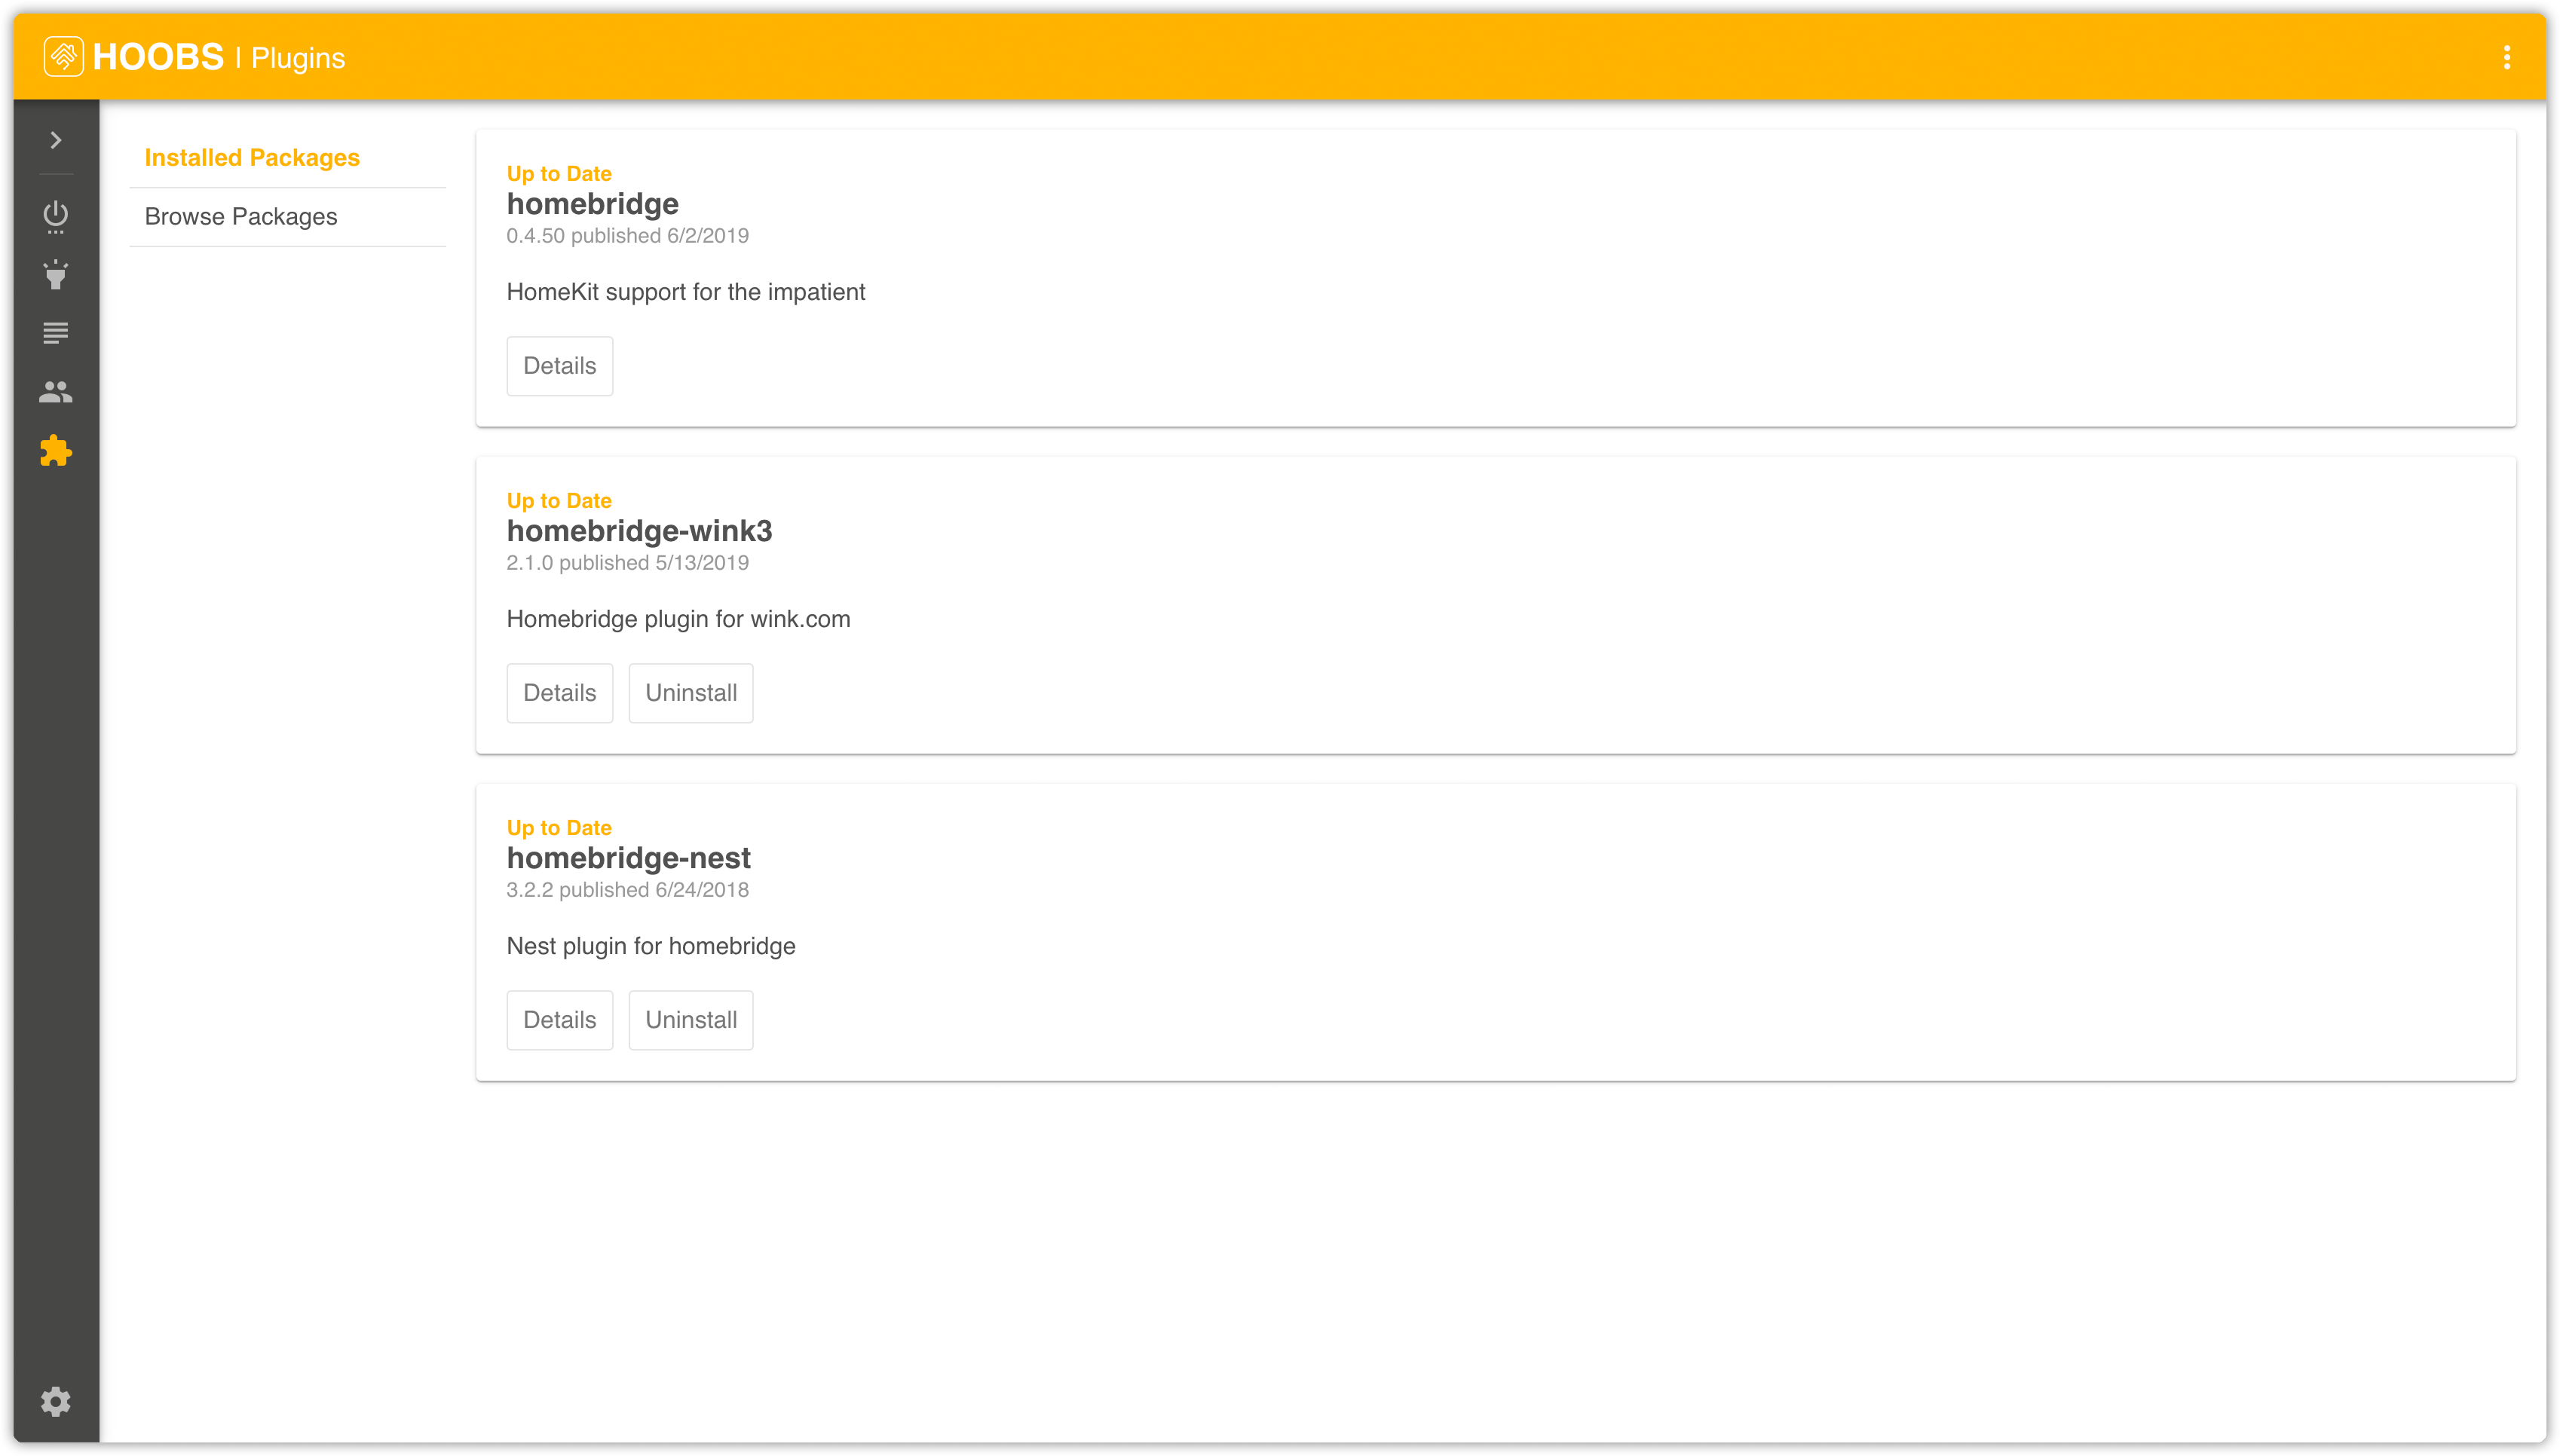 HOOBS | Plugins
Installed Packages
Browse Packages
Up to Date
homebridge
0.4.50 published 6/2/2019
HomeKit support for the impatient
Details
Up to Date
homebridge-wink3
2.1.0 published 5/13/2019
Homebridge plugin for wink.com
Details Uninstall
Up to Date
homebridge-nest
3.2.2 published 6/24/2018
Nest plugin for homebridge
Details Uninstall